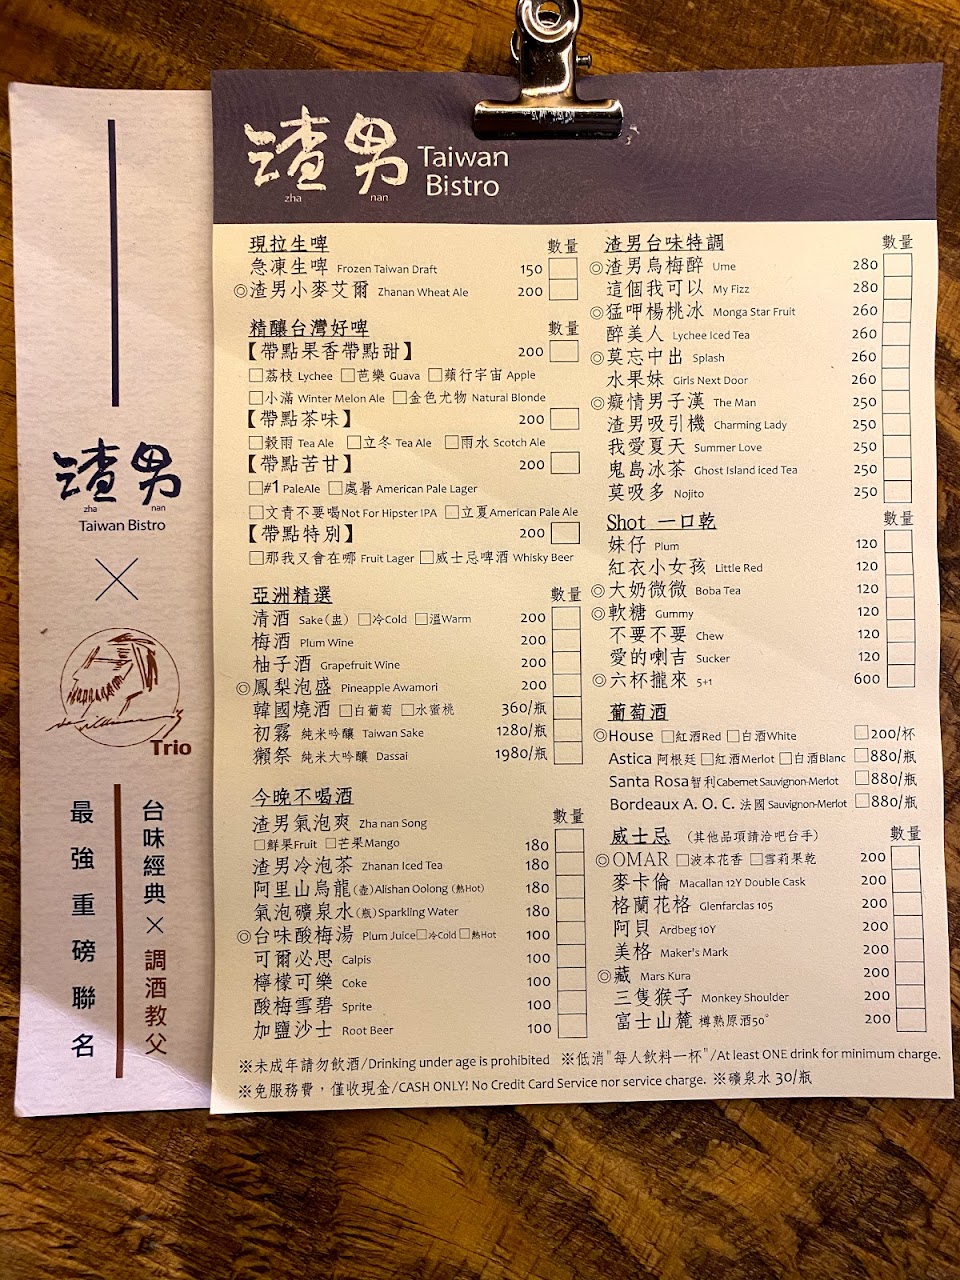 渣男 Taiwan Bistro
zha nan
現拉生啤 數量
急凍生啤 Frozen Taiwan Draft 150
◎渣男小麥艾爾 Zhanan Wheat Ale 200
精釀台灣好啤 數量
【帶點果香帶點甜】 200
□荔枝 Lychee □芭樂 Guava □蘋行宇宙 Apple
□小滿 Winter Melon Ale □金色尤物 Natural Blonde
【帶點茶味】 200
□穀雨 Tea Ale □立冬 Tea Ale □雨水 Scotch Ale
【帶點苦甘】 200
□#1 PaleAle □處暑 American Pale Lager
□文青不要喝 Not For Hipster IPA □立夏 American Pale Ale
【帶點特別】 200
□那我又會在哪 Fruit Lager □威士忌啤酒 Whisky Beer
亞洲精選 數量
清酒 Sake(盅) □冷Cold □溫Warm 200
梅酒 Plum Wine 200
柚子酒 Grapefruit Wine 200
◎鳳梨泡盛 Pineapple Awamori 200
韓國燒酒 □白葡萄 □水蜜桃 360/瓶
初霧 純米吟釀 Taiwan Sake 1280/瓶
獺祭 純米大吟釀 Dassai 1980/瓶
今晚不喝酒 數量
渣男氣泡爽 Zha nan Song
□鮮果Fruit □芒果Mango 180
渣男冷泡茶 Zhanan Iced Tea 180
阿里山烏龍(壺)Alishan Oolong (熱Hot) 180
氣泡礦泉水(瓶)Sparkling Water 180
◎台味酸梅湯 Plum Juice □冷Cold □熱Hot 100
可爾必思 Calpis 100
檸檬可樂 Coke 100
酸梅雪碧 Sprite 100
加鹽沙士 Root Beer 100
渣男台味特調 數量
◎渣男烏梅醉 Ume 280
這個我可以 My Fizz 280
◎猛呷楊桃冰 Monga Star Fruit 260
醉美人 Lychee Iced Tea 260
◎莫忘中出 Splash 260
水果妹 Girls Next Door 260
◎癡情男子漢 The Man 250
渣男吸引機 Charming Lady 250
我愛夏天 Summer Love 250
鬼島冰茶 Ghost Island iced Tea 250
莫吸多 Nojito 250
Shot 一口乾 數量
妹仔 Plum 120
紅衣小女孩 Little Red 120
◎大奶微微 Boba Tea 120
◎軟糖 Gummy 120
不要不要 Chew 120
愛的喇吉 Sucker 120
◎六杯攏來 5+1 600
葡萄酒
◎House □紅酒Red □白酒White □200/杯
Astica 阿根廷 □紅酒Merlot □白酒Blanc □880/瓶
Santa Rosa智利Cabernet Sauvignon-Merlot □880/瓶
Bordeaux A. O. C. 法國 Sauvignon-Merlot □880/瓶
威士忌 (其他品項請洽吧台手) 數量
◎OMAR □波本花香 □雪莉果乾 200
麥卡倫 Macallan 12Y Double Cask 200
格蘭花格 Glenfarclas 105 200
阿貝 Ardbeg 10Y 200
美格 Maker's Mark 200
◎藏 Mars Kura 200
三隻猴子 Monkey Shoulder 200
富士山麓 樽熟原酒50° 200
※未成年請勿飲酒/Drinking under age is prohibited ※低消"每人飲料一杯"/At least ONE drink for minimum charge.
※免服務費，僅收現金/CASH ONLY! No Credit Card Service nor service charge. ※礦泉水 30/瓶
渣男
zha nan
Taiwan Bistro
Trio
台味經典×調酒教父
最強重磅聯名